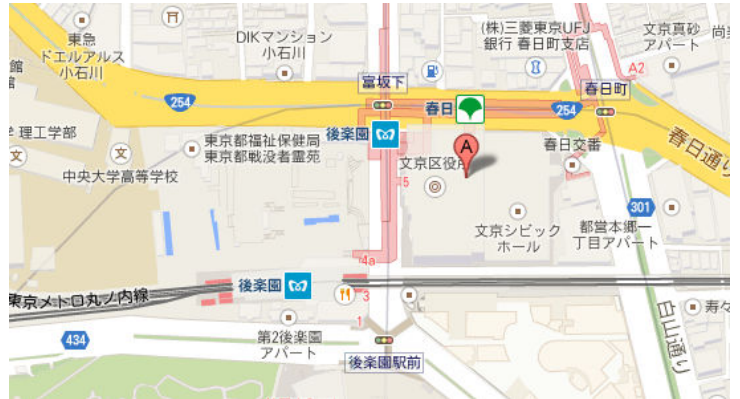 東急
ドエルアルス
小石川
館
館
DIKマンション
小石川
(株)三菱東京UFJ
銀行 春日町支店
文京真砂
アパート
尚
A2
富坂下
春日町
254
春日
254
後楽園
学 理工学部
東京都福祉保健局
東京都戦没者霊苑
中央大学高等学校
A
文京区役所
春日交番
春日通り
5
301
文京シビック
ホール
都営本郷一
丁目アパート
4a
後楽園
東京メトロ丸ノ内線
3
1
434
第2後楽園
アパート
後楽園駅前
白山通り
寿々